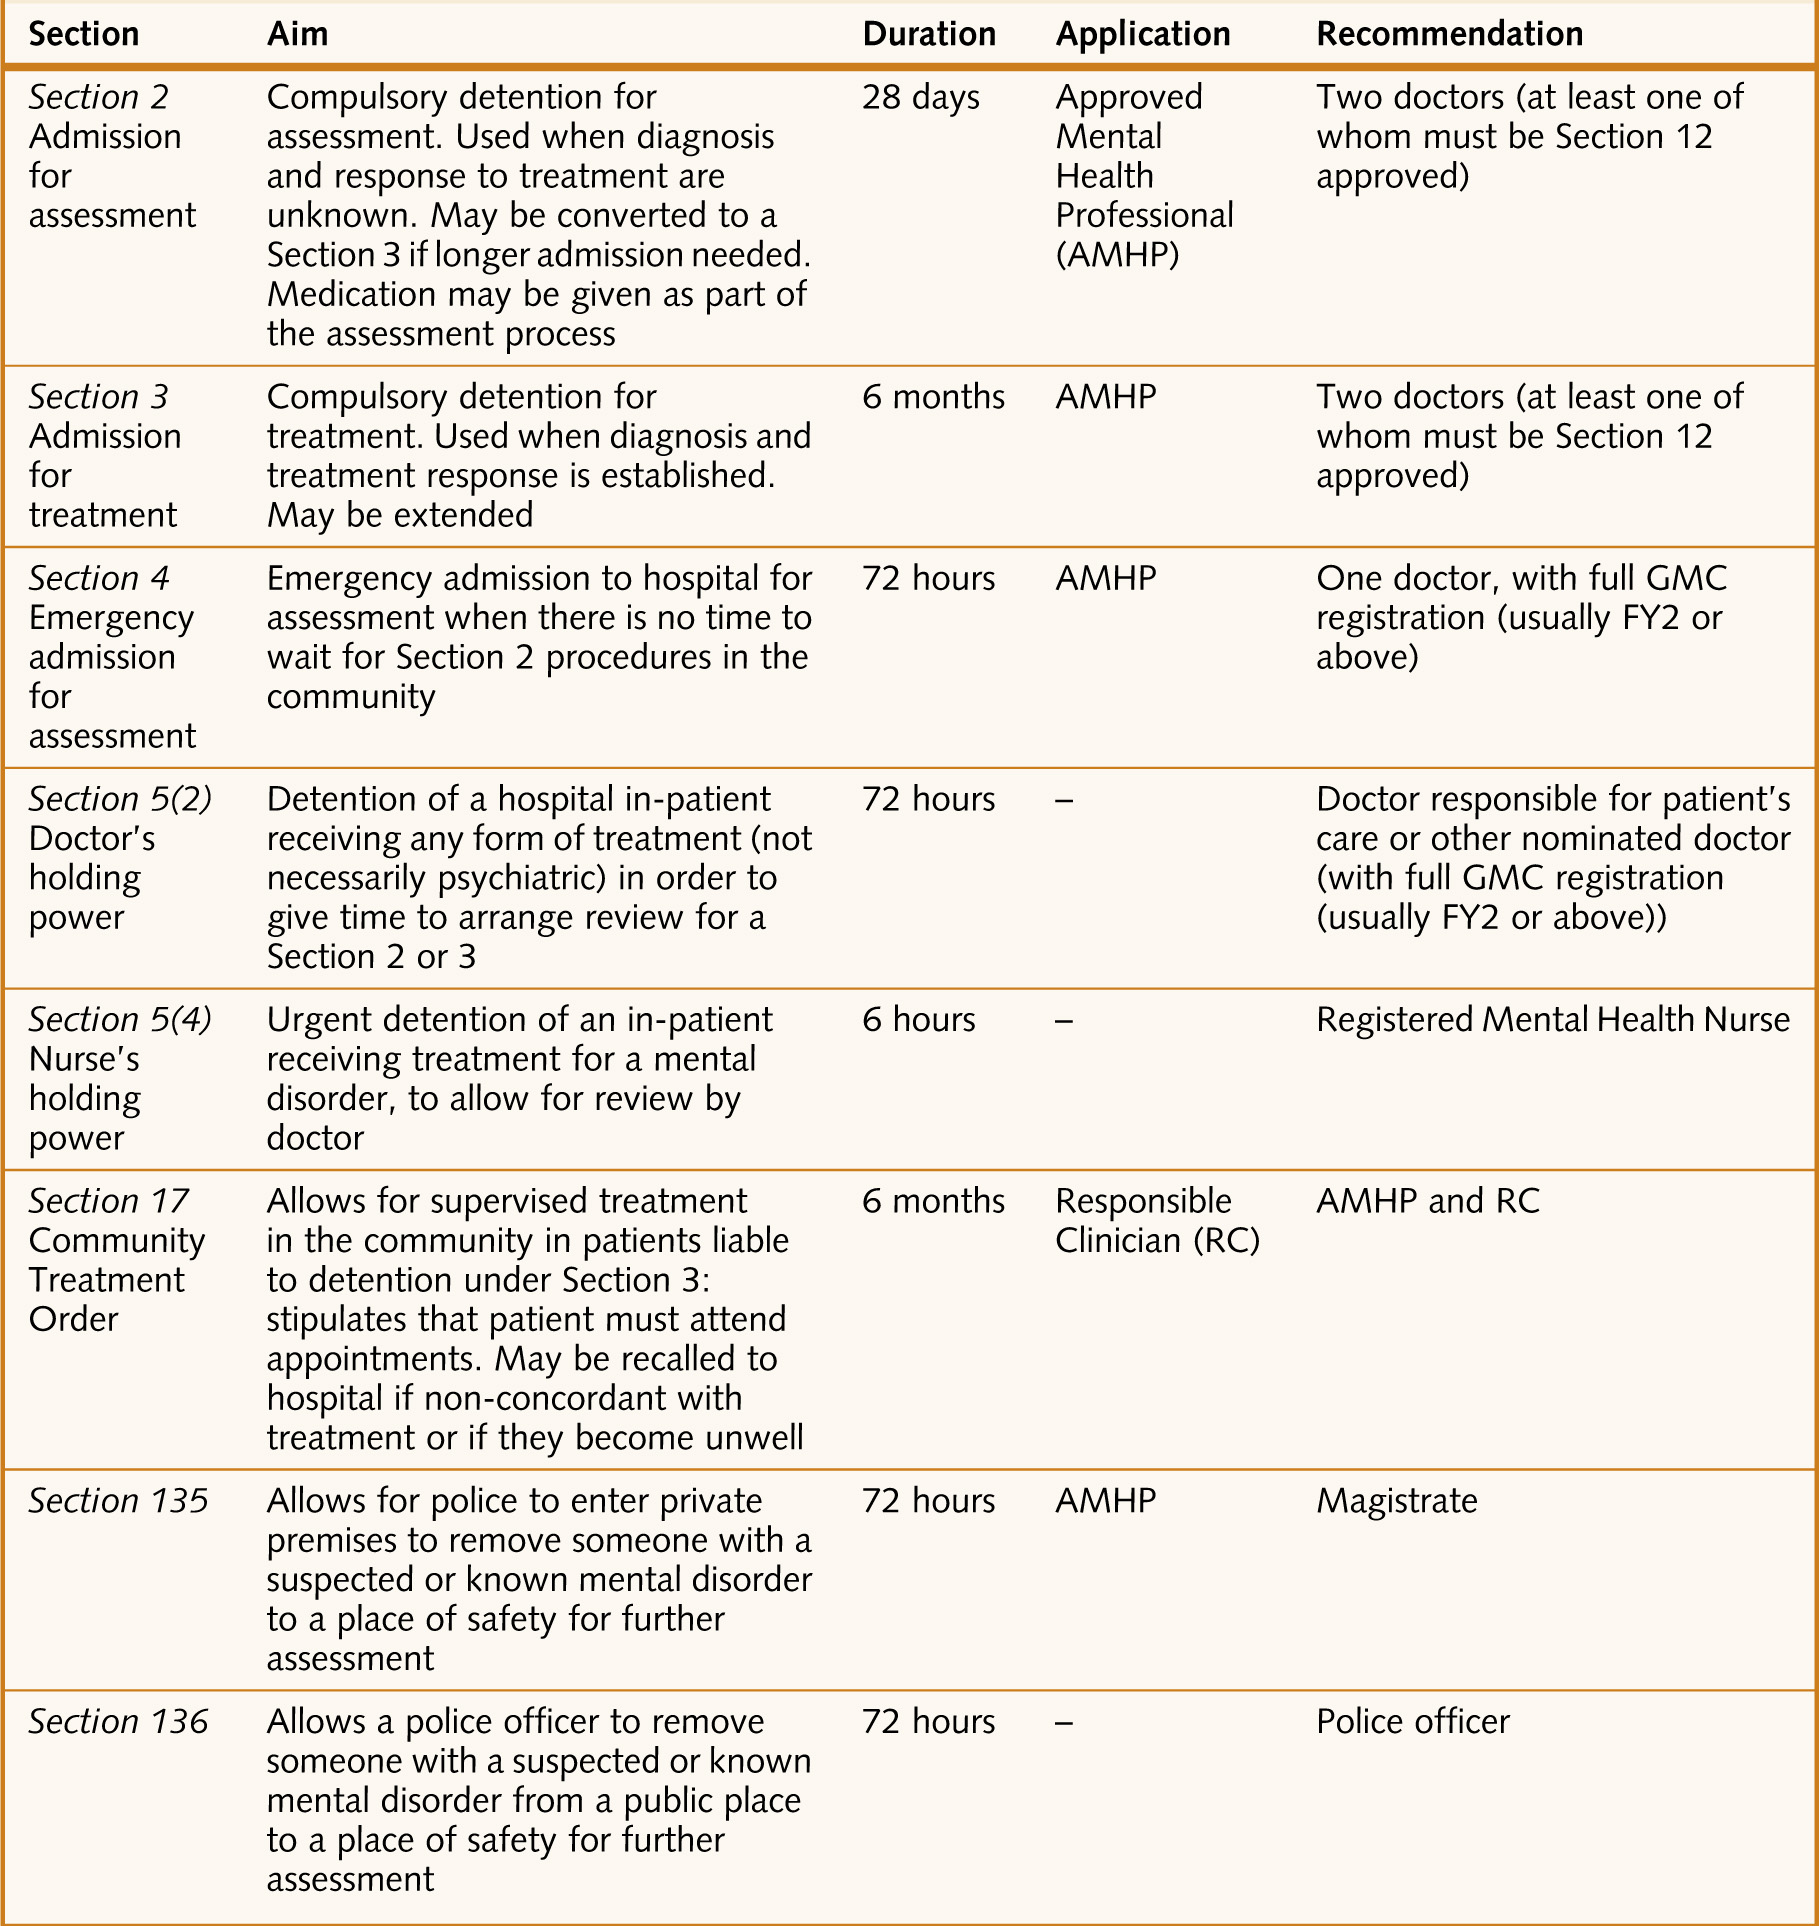 Section Aim Duration Application Recommendation
Section 2
Admission
for
assessment
Compulsory detention for
assessment. Used when diagnosis
and response to treatment are
unknown. May be converted to a
Section 3 if longer admission needed.
Medication may be given as part of
the assessment process
28 days
Approved
Mental
Health
Professional
(AMHP)
Two doctors (at least one of
whom must be Section 12
approved)
Section 3
Admission
for
treatment
Compulsory detention for
treatment. Used when diagnosis and
treatment response is established.
May be extended
6 months
AMHP
Two doctors (at least one of
whom must be Section 12
approved)
Section 4
Emergency
admission
for
assessment
Emergency admission to hospital for
assessment when there is no time to
wait for Section 2 procedures in the
community
72 hours
AMHP
One doctor, with full GMC
registration (usually FY2 or
above)
Section 5(2)
Doctor's
holding
power
Detention of a hospital in-patient
receiving any form of treatment (not
necessarily psychiatric) in order to
give time to arrange review for a
Section 2 or 3
72 hours
–
Doctor responsible for patient's
care or other nominated doctor
(with full GMC registration
(usually FY2 or above))
Section 5(4)
Nurse's
holding
power
Urgent detention of an in-patient
receiving treatment for a mental
disorder, to allow for review by
doctor
6 hours
–
Registered Mental Health Nurse
Section 17
Community
Treatment
Order
Allows for supervised treatment
in the community in patients liable
to detention under Section 3:
stipulates that patient must attend
appointments. May be recalled to
hospital if non-concordant with
treatment or if they become unwell
6 months
Responsible
Clinician (RC)
AMHP and RC
Section 135
Allows for police to enter private
premises to remove someone with a
suspected or known mental disorder
to a place of safety for further
assessment
72 hours
AMHP
Magistrate
Section 136
Allows a police officer to remove
someone with a suspected or known
mental disorder from a public place
to a place of safety for further
assessment
72 hours
–
Police officer